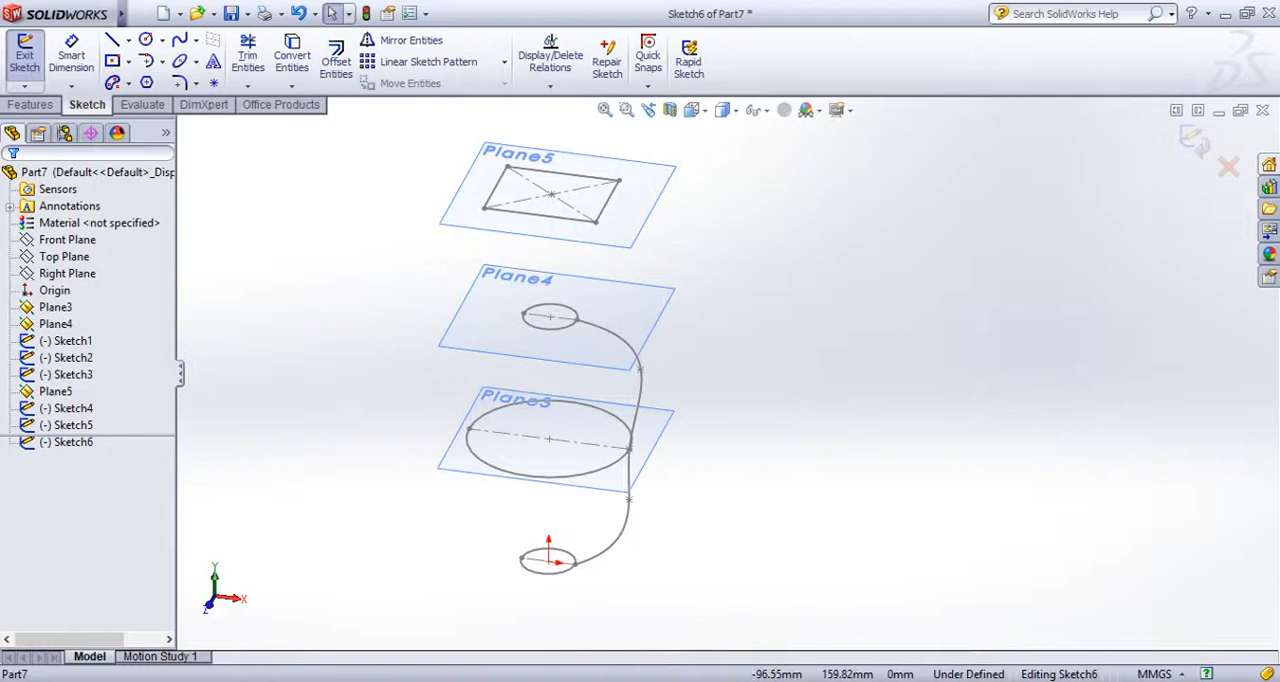 SOLIDWORKS
Sketch6 of Part7 *
Search SolidWorks Help
Exit Sketch
Smart Dimension
Trim Entities
Convert Entities
Offset Entities
Mirror Entities
Linear Sketch Pattern
Move Entities
Display/Delete Relations
Repair Sketch
Quick Snaps
Rapid Sketch
Features Sketch Evaluate DimXpert Office Products
Part7 (Default<<Default>_Disp
Sensors
Annotations
Material <not specified>
Front Plane
Top Plane
Right Plane
Origin
Plane3
Plane4
(-) Sketch1
(-) Sketch2
(-) Sketch3
Plane5
(-) Sketch4
(-) Sketch5
(-) Sketch6
Plane5
Plane4
Plane3
Y
X
Z
Model Motion Study 1
Part7 -96.55mm 159.82mm 0mm Under Defined Editing Sketch6 MMGS